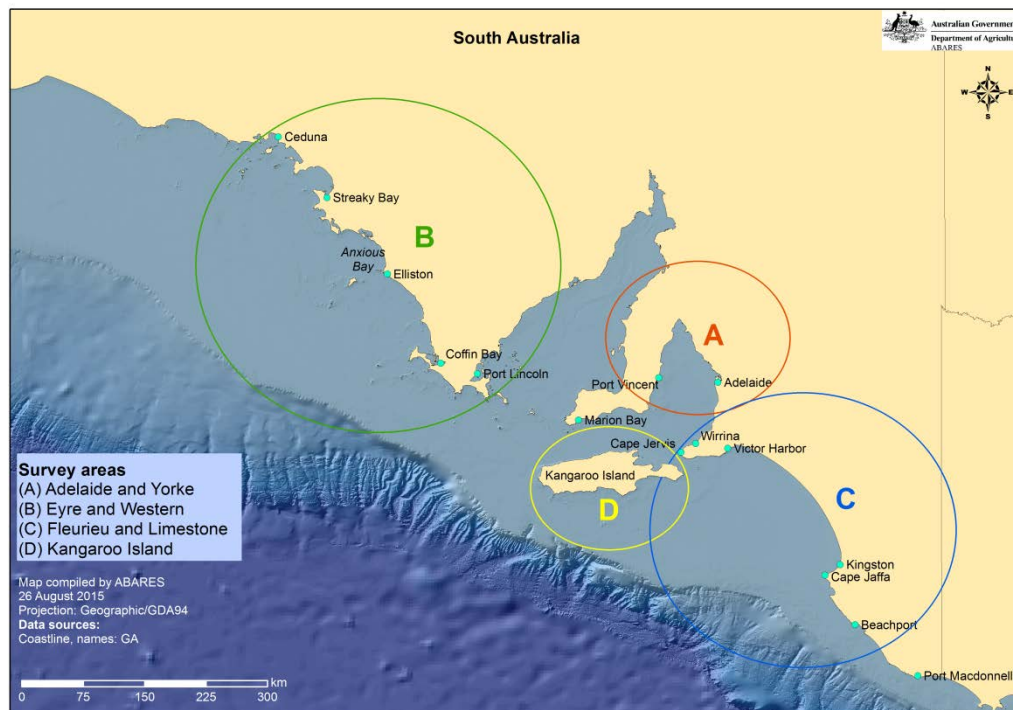 South Australia
Australian Government
Department of Agricultu
ABARES
N
W
E
S
Ceduna
Streaky Bay
B
Anxious
Bay
Elliston
A
Coffin Bay
Port Lincoln
Port Vincent
Adelaide
Marion Bay
Cape Jervis
Wirrina
Victor Harbor
Kangaroo Island
D
C
Kingston
Cape Jaffa
Beachport
Port Macdonnell
Survey areas
(A) Adelaide and Yorke
(B) Eyre and Western
(C) Fleurieu and Limestone
(D) Kangaroo Island
Map compiled by ABARES
26 August 2015
Projection: Geographic/GDA94
Data sources:
Coastline, names: GA
km
0 75 150 225 300